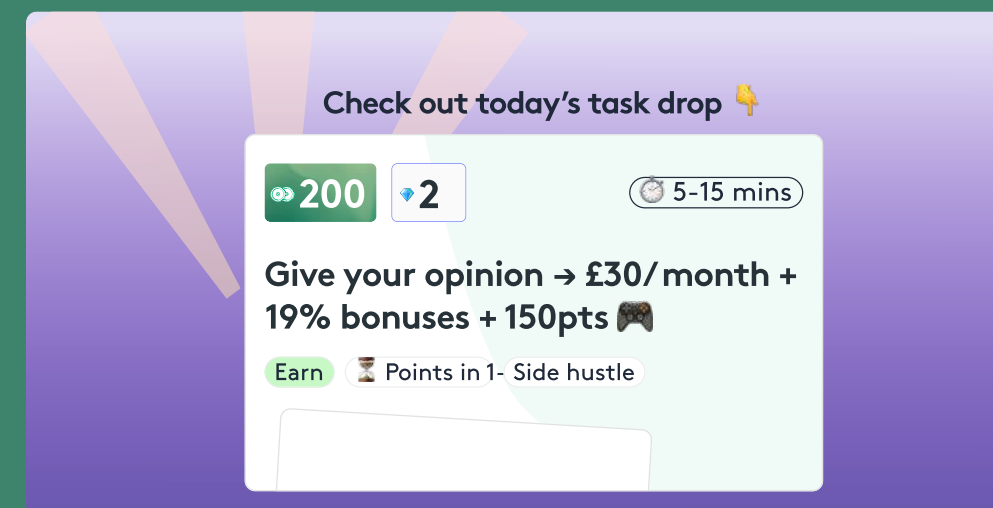 Check out today's task drop 👇
200
2
5-15 mins
Give your opinion → £30/month +
19% bonuses + 150pts 🎮
Earn
⏳ Points in 1-
Side hustle